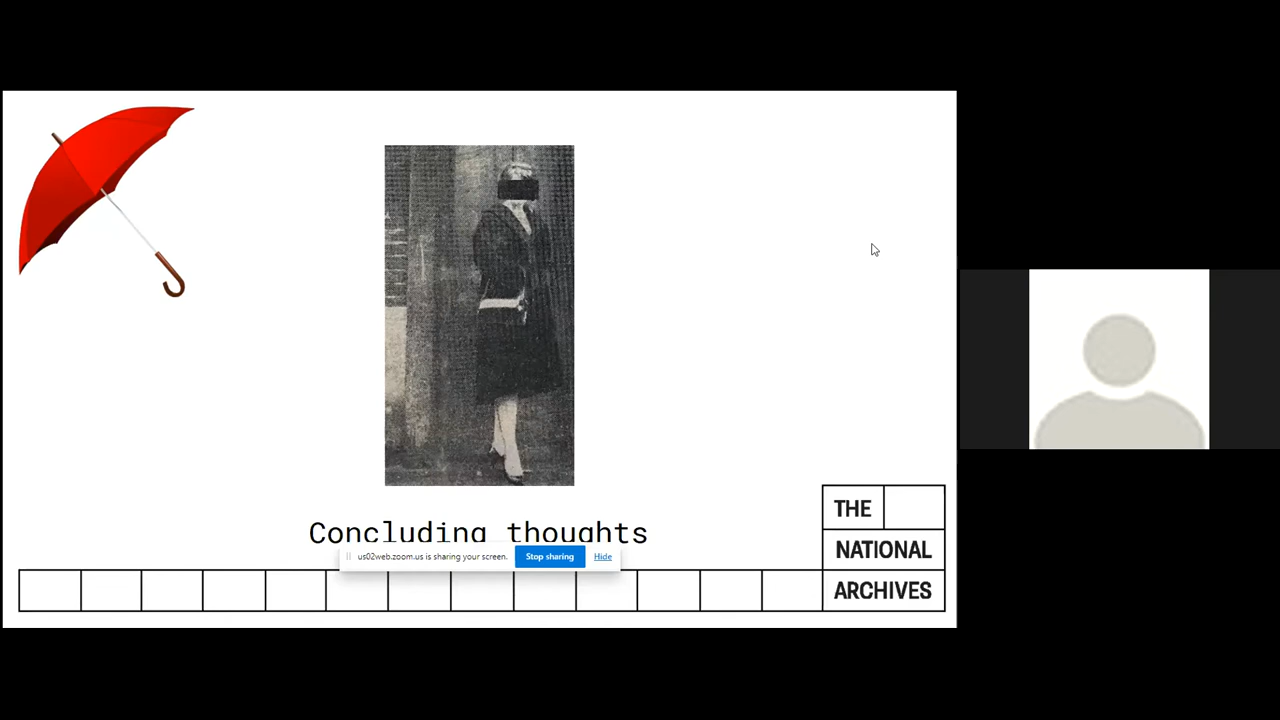 Concluding thoughts
us02web.zoom.us is sharing your screen.
Stop sharing
Hide
THE
NATIONAL
ARCHIVES